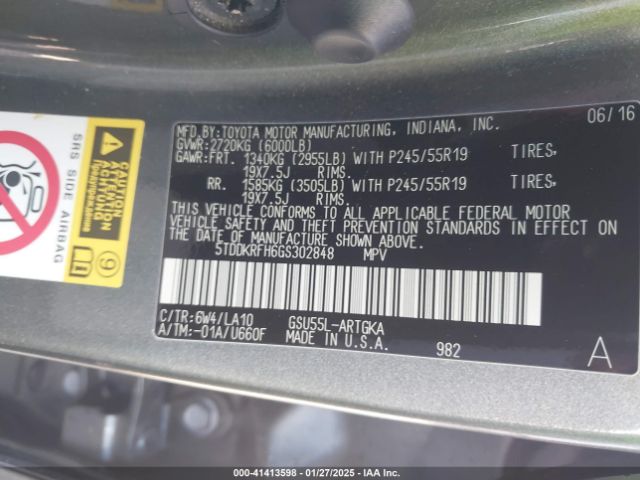 MFD. BY: TOYOTA MOTOR MANUFACTURING, INDIANA, INC. 06/16
GVWR: 2720KG (6000LB)
GAWR: FRT. 1340KG (2955LB) WITH P245/55R19 TIRES,
19X7.5J RIMS.
RR. 1585KG (3505LB) WITH P245/55R19 TIRES,
19X7.5J RIMS.
THIS VEHICLE CONFORMS TO ALL APPLICABLE FEDERAL MOTOR
VEHICLE SAFETY AND THEFT PREVENTION STANDARDS IN EFFECT ON
THE DATE OF MANUFACTURE SHOWN ABOVE.
5TDDKRFH6GS302848 MPV
C/TR: 6W4/LA10 GSU55L-ARTGKA
A/TM: -01A/U660F MADE IN U.S.A.
982
A
SRS SIDE AIRBAG
9
000-41413598 - 01/27/2025 - IAA Inc.